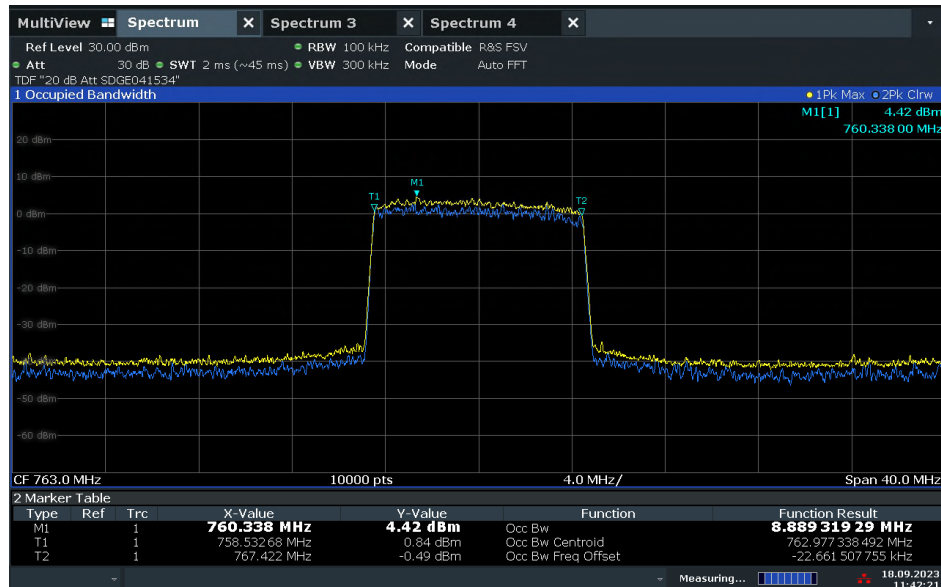 MultiView Spectrum X Spectrum 3 X Spectrum 4 X
Ref Level 30.00 dBm RBW 100 kHz Compatible R&S FSV
Att 30 dB SWT 2 ms (~45 ms) VBW 300 kHz Mode Auto FFT
TDF "20 dB Att SDGE041534"
1 Occupied Bandwidth 1Pk Max 2Pk Clrw
M1[1] 4.42 dBm
760.338 00 MHz
20 dBm
10 dBm
M1
T1 T2
0 dBm
-10 dBm
-20 dBm
-30 dBm
-50 dBm
-60 dBm
CF 763.0 MHz 10000 pts 4.0 MHz/ Span 40.0 MHz
2 Marker Table
Type Ref Trc X-Value Y-Value Function Function Result
M1 1 760.338 MHz 4.42 dBm Occ Bw 8.889 319 29 MHz
T1 1 758.53268 MHz 0.84 dBm Occ Bw Centroid 762.977 338 492 MHz
T2 1 767.422 MHz -0.49 dBm Occ Bw Freq Offset -22.661 507 755 kHz
Measuring... 18.09.2023
11:42:21